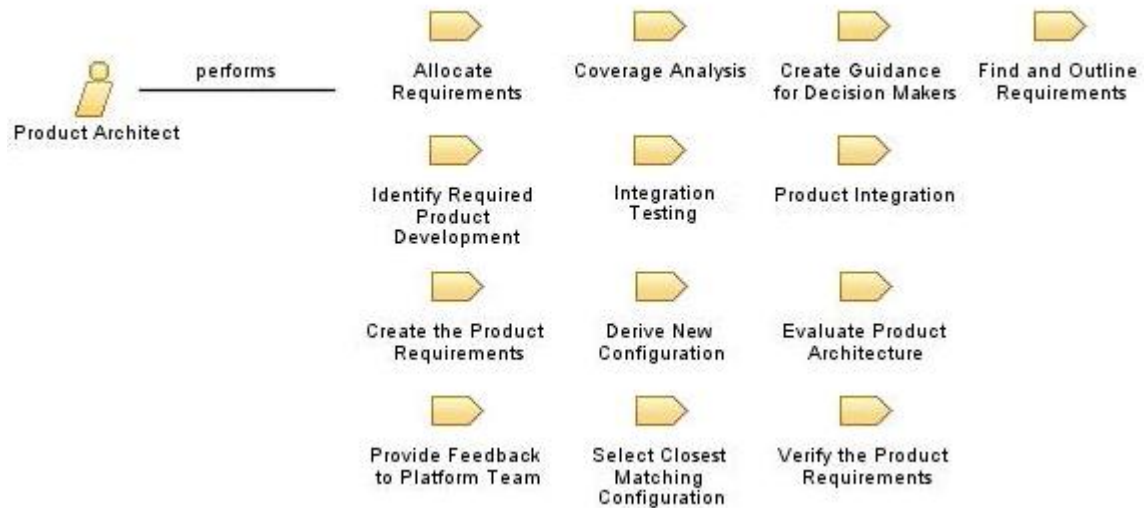 performs
Product Architect
Allocate
Requirements
Coverage Analysis
Create Guidance
for Decision Makers
Find and Outline
Requirements
Identify Required
Product
Development
Integration
Testing
Product Integration
Create the Product
Requirements
Derive New
Configuration
Evaluate Product
Architecture
Provide Feedback
to Platform Team
Select Closest
Matching
Configuration
Verify the Product
Requirements